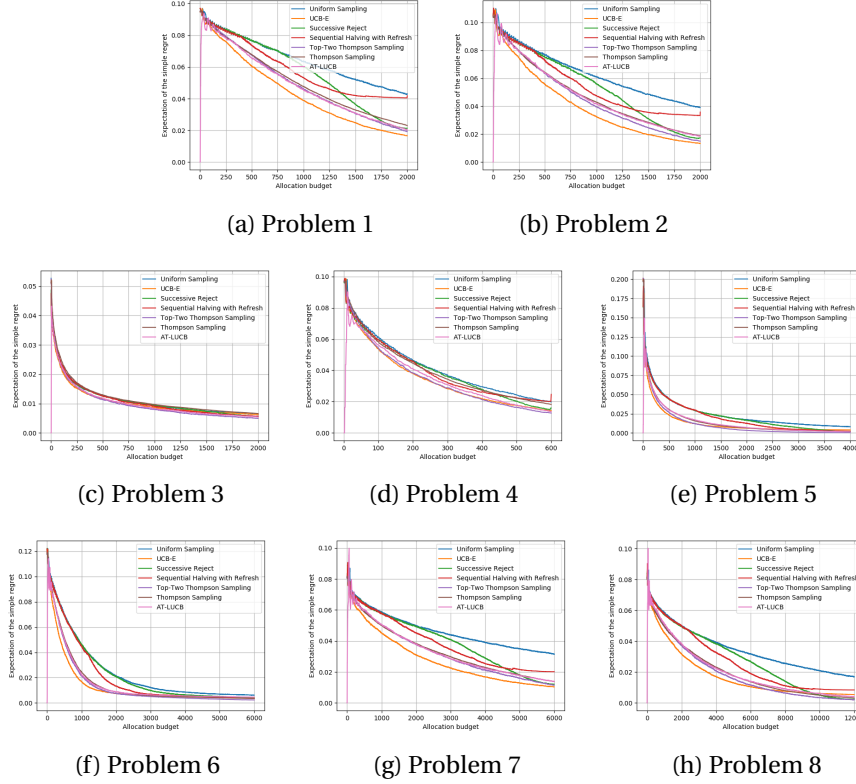 0.10
0.08
0.06
0.04
0.02
0.00
Expectation of the simple regret
Uniform Sampling
UCB-E
Successive Reject
Sequential Halving with Refresh
Top-Two Thompson Sampling
Thompson Sampling
AT-LUCB
0 250 500 750 1000 1250 1500 1750 2000
Allocation budget
(a) Problem 1
0.10
0.08
0.06
0.04
0.02
0.00
Expectation of the simple regret
Uniform Sampling
UCB-E
Successive Reject
Sequential Halving with Refresh
Top-Two Thompson Sampling
Thompson Sampling
AT-LUCB
0 250 500 750 1000 1250 1500 1750 2000
Allocation budget
(b) Problem 2
0.05
0.04
0.03
0.02
0.01
0.00
Expectation of the simple regret
Uniform Sampling
UCB-E
Successive Reject
Sequential Halving with Refresh
Top-Two Thompson Sampling
Thompson Sampling
AT-LUCB
0 250 500 750 1000 1250 1500 1750 2000
Allocation budget
(c) Problem 3
0.10
0.08
0.06
0.04
0.02
0.00
Expectation of the simple regret
Uniform Sampling
UCB-E
Successive Reject
Sequential Halving with Refresh
Top-Two Thompson Sampling
Thompson Sampling
AT-LUCB
0 100 200 300 400 500 600
Allocation budget
(d) Problem 4
0.200
0.175
0.150
0.125
0.100
0.075
0.050
0.025
0.000
Expectation of the simple regret
Uniform Sampling
UCB-E
Successive Reject
Sequential Halving with Refresh
Top-Two Thompson Sampling
Thompson Sampling
AT-LUCB
0 500 1000 1500 2000 2500 3000 3500 4000
Allocation budget
(e) Problem 5
0.12
0.10
0.08
0.06
0.04
0.02
0.00
Expectation of the simple regret
Uniform Sampling
UCB-E
Successive Reject
Sequential Halving with Refresh
Top-Two Thompson Sampling
Thompson Sampling
AT-LUCB
0 1000 2000 3000 4000 5000 6000
Allocation budget
(f) Problem 6
0.10
0.08
0.06
0.04
0.02
0.00
Expectation of the simple regret
Uniform Sampling
UCB-E
Successive Reject
Sequential Halving with Refresh
Top-Two Thompson Sampling
Thompson Sampling
AT-LUCB
0 1000 2000 3000 4000 5000 6000
Allocation budget
(g) Problem 7
0.10
0.08
0.06
0.04
0.02
0.00
Expectation of the simple regret
Uniform Sampling
UCB-E
Successive Reject
Sequential Halving with Refresh
Top-Two Thompson Sampling
Thompson Sampling
AT-LUCB
0 2000 4000 6000 8000 10000
Allocation budget
(h) Problem 8